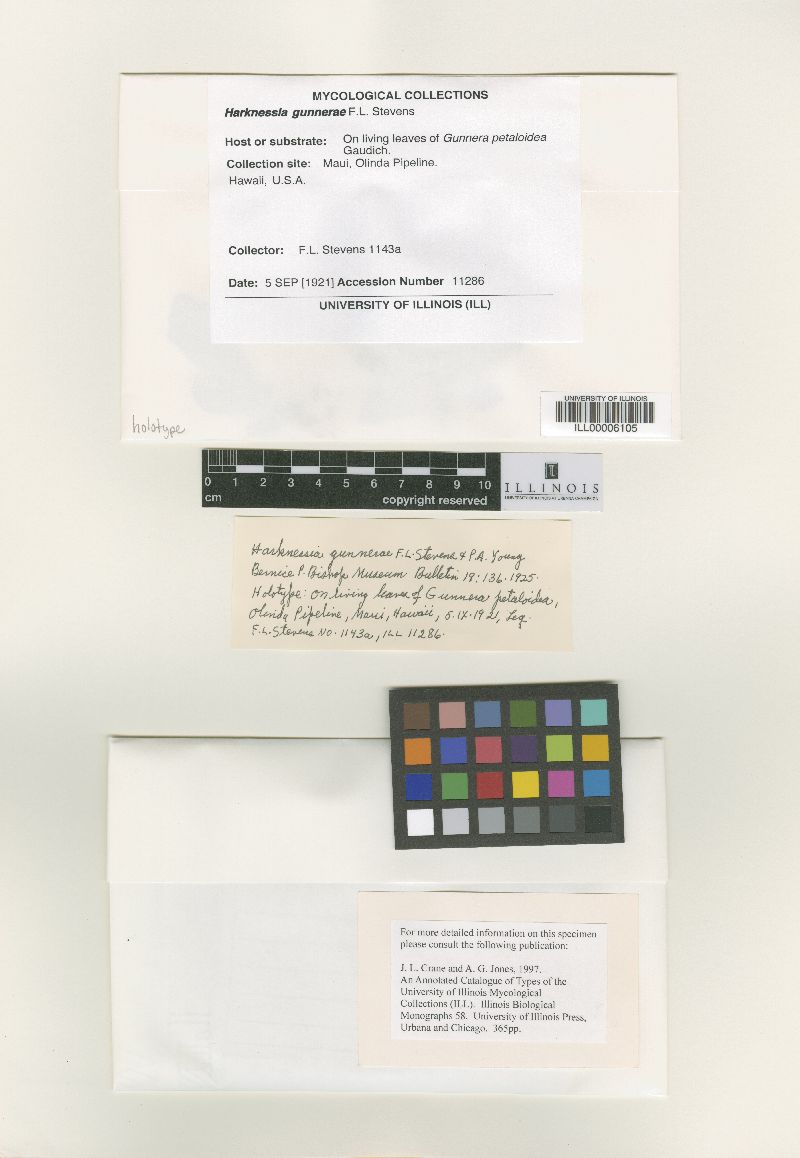 MYCOLOGICAL COLLECTIONS
Harknessia gunnerae F.L. Stevens
Host or substrate: On living leaves of Gunnera petaloidea
Gaudich.
Collection site: Maui, Olinda Pipeline.
Hawaii, U.S.A.
Collector: F.L. Stevens 1143a
Date: 5 SEP [1921] Accession Number 11286
UNIVERSITY OF ILLINOIS (ILL)
holotype
UNIVERSITY OF ILLINOIS
ILL00006105
0 1 2 3 4 5 6 7 8 9 10
cm copyright reserved
I
ILLINOIS
UNIVERSITY OF ILLINOIS AT URBANA-CHAMPAIGN
Harknessia gunnerae F.L. Stevens & P.A. Young
Bernice P. Bishop Museum Bulletin 19: 136. 1925.
Holotype: on living leaves of Gunnera petaloidea,
Olinda Pipeline, Maui, Hawaii, 5.IX.1921, Leg.
F.L. Stevens No. 1143a, ILL 11286.
For more detailed information on this specimen
please consult the following publication:
J. L. Crane and A. G. Jones, 1997.
An Annotated Catalogue of Types of the
University of Illinois Mycological
Collections (ILL). Illinois Biological
Monographs 58. University of Illinois Press,
Urbana and Chicago. 365pp.